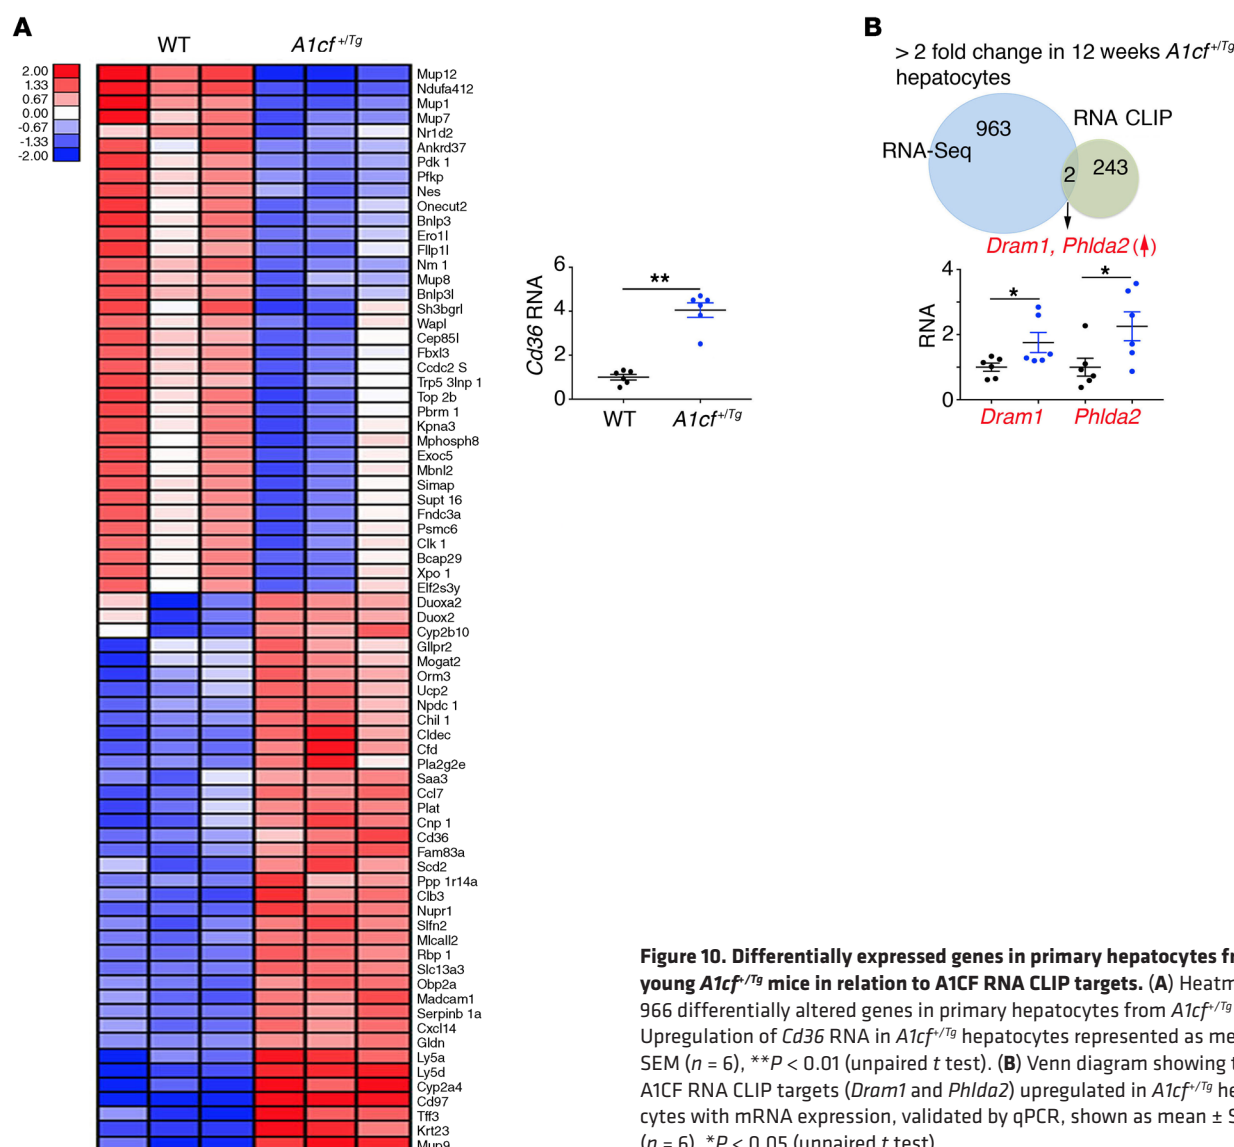 A
WT
A1cf +/Tg
2.00
1.33
0.67
0.00
-0.67
-1.33
-2.00
Mup12
Ndufa412
Mup1
Mup7
Nr1d2
Ankrd37
Pdk 1
Pfkp
Nes
Onecut2
Bnlp3
Ero1l
Fllp1l
Nm 1
Mup8
Bnlp3l
Sh3bgrl
Wapl
Cep85l
Fbxl3
Ccdc2 S
Trp5 3lnp 1
Top 2b
Pbrm 1
Kpna3
Mphosph8
Exoc5
Mbnl2
Simap
Supt 16
Fndc3a
Psmc6
Clk 1
Bcap29
Xpo 1
Elf2s3y
Duoxa2
Duox2
Cyp2b10
Gllpr2
Mogat2
Orm3
Ucp2
Npdc 1
Chil 1
Cldec
Cfd
Pla2g2e
Saa3
Ccl7
Plat
Cnp 1
Cd36
Fam83a
Scd2
Ppp 1r14a
Clb3
Nupr1
Slfn2
Mlcall2
Rbp 1
Slc13a3
Obp2a
Madcam1
Serpinb 1a
Cxcl14
Gldn
Ly5a
Ly5d
Cyp2a4
Cd97
Tff3
Krt23
Mup9
Cd36 RNA
6
4
2
0
**
WT
A1cf+/Tg
B
> 2 fold change in 12 weeks A1cf+/Tg
hepatocytes
RNA-Seq
963
RNA CLIP
2
243
Dram1, Phlda2 (↑)
RNA
4
2
0
*
*
Dram1
Phlda2
Figure 10. Differentially expressed genes in primary hepatocytes fr
young A1cf+/Tg mice in relation to A1CF RNA CLIP targets. (A) Heatm
966 differentially altered genes in primary hepatocytes from A1cf+/Tg
Upregulation of Cd36 RNA in A1cf+/Tg hepatocytes represented as me
SEM (n = 6), **P < 0.01 (unpaired t test). (B) Venn diagram showing t
A1CF RNA CLIP targets (Dram1 and Phlda2) upregulated in A1cf+/Tg he
cytes with mRNA expression, validated by qPCR, shown as mean ± S
(n = 6). *P < 0.05 (unpaired t test)